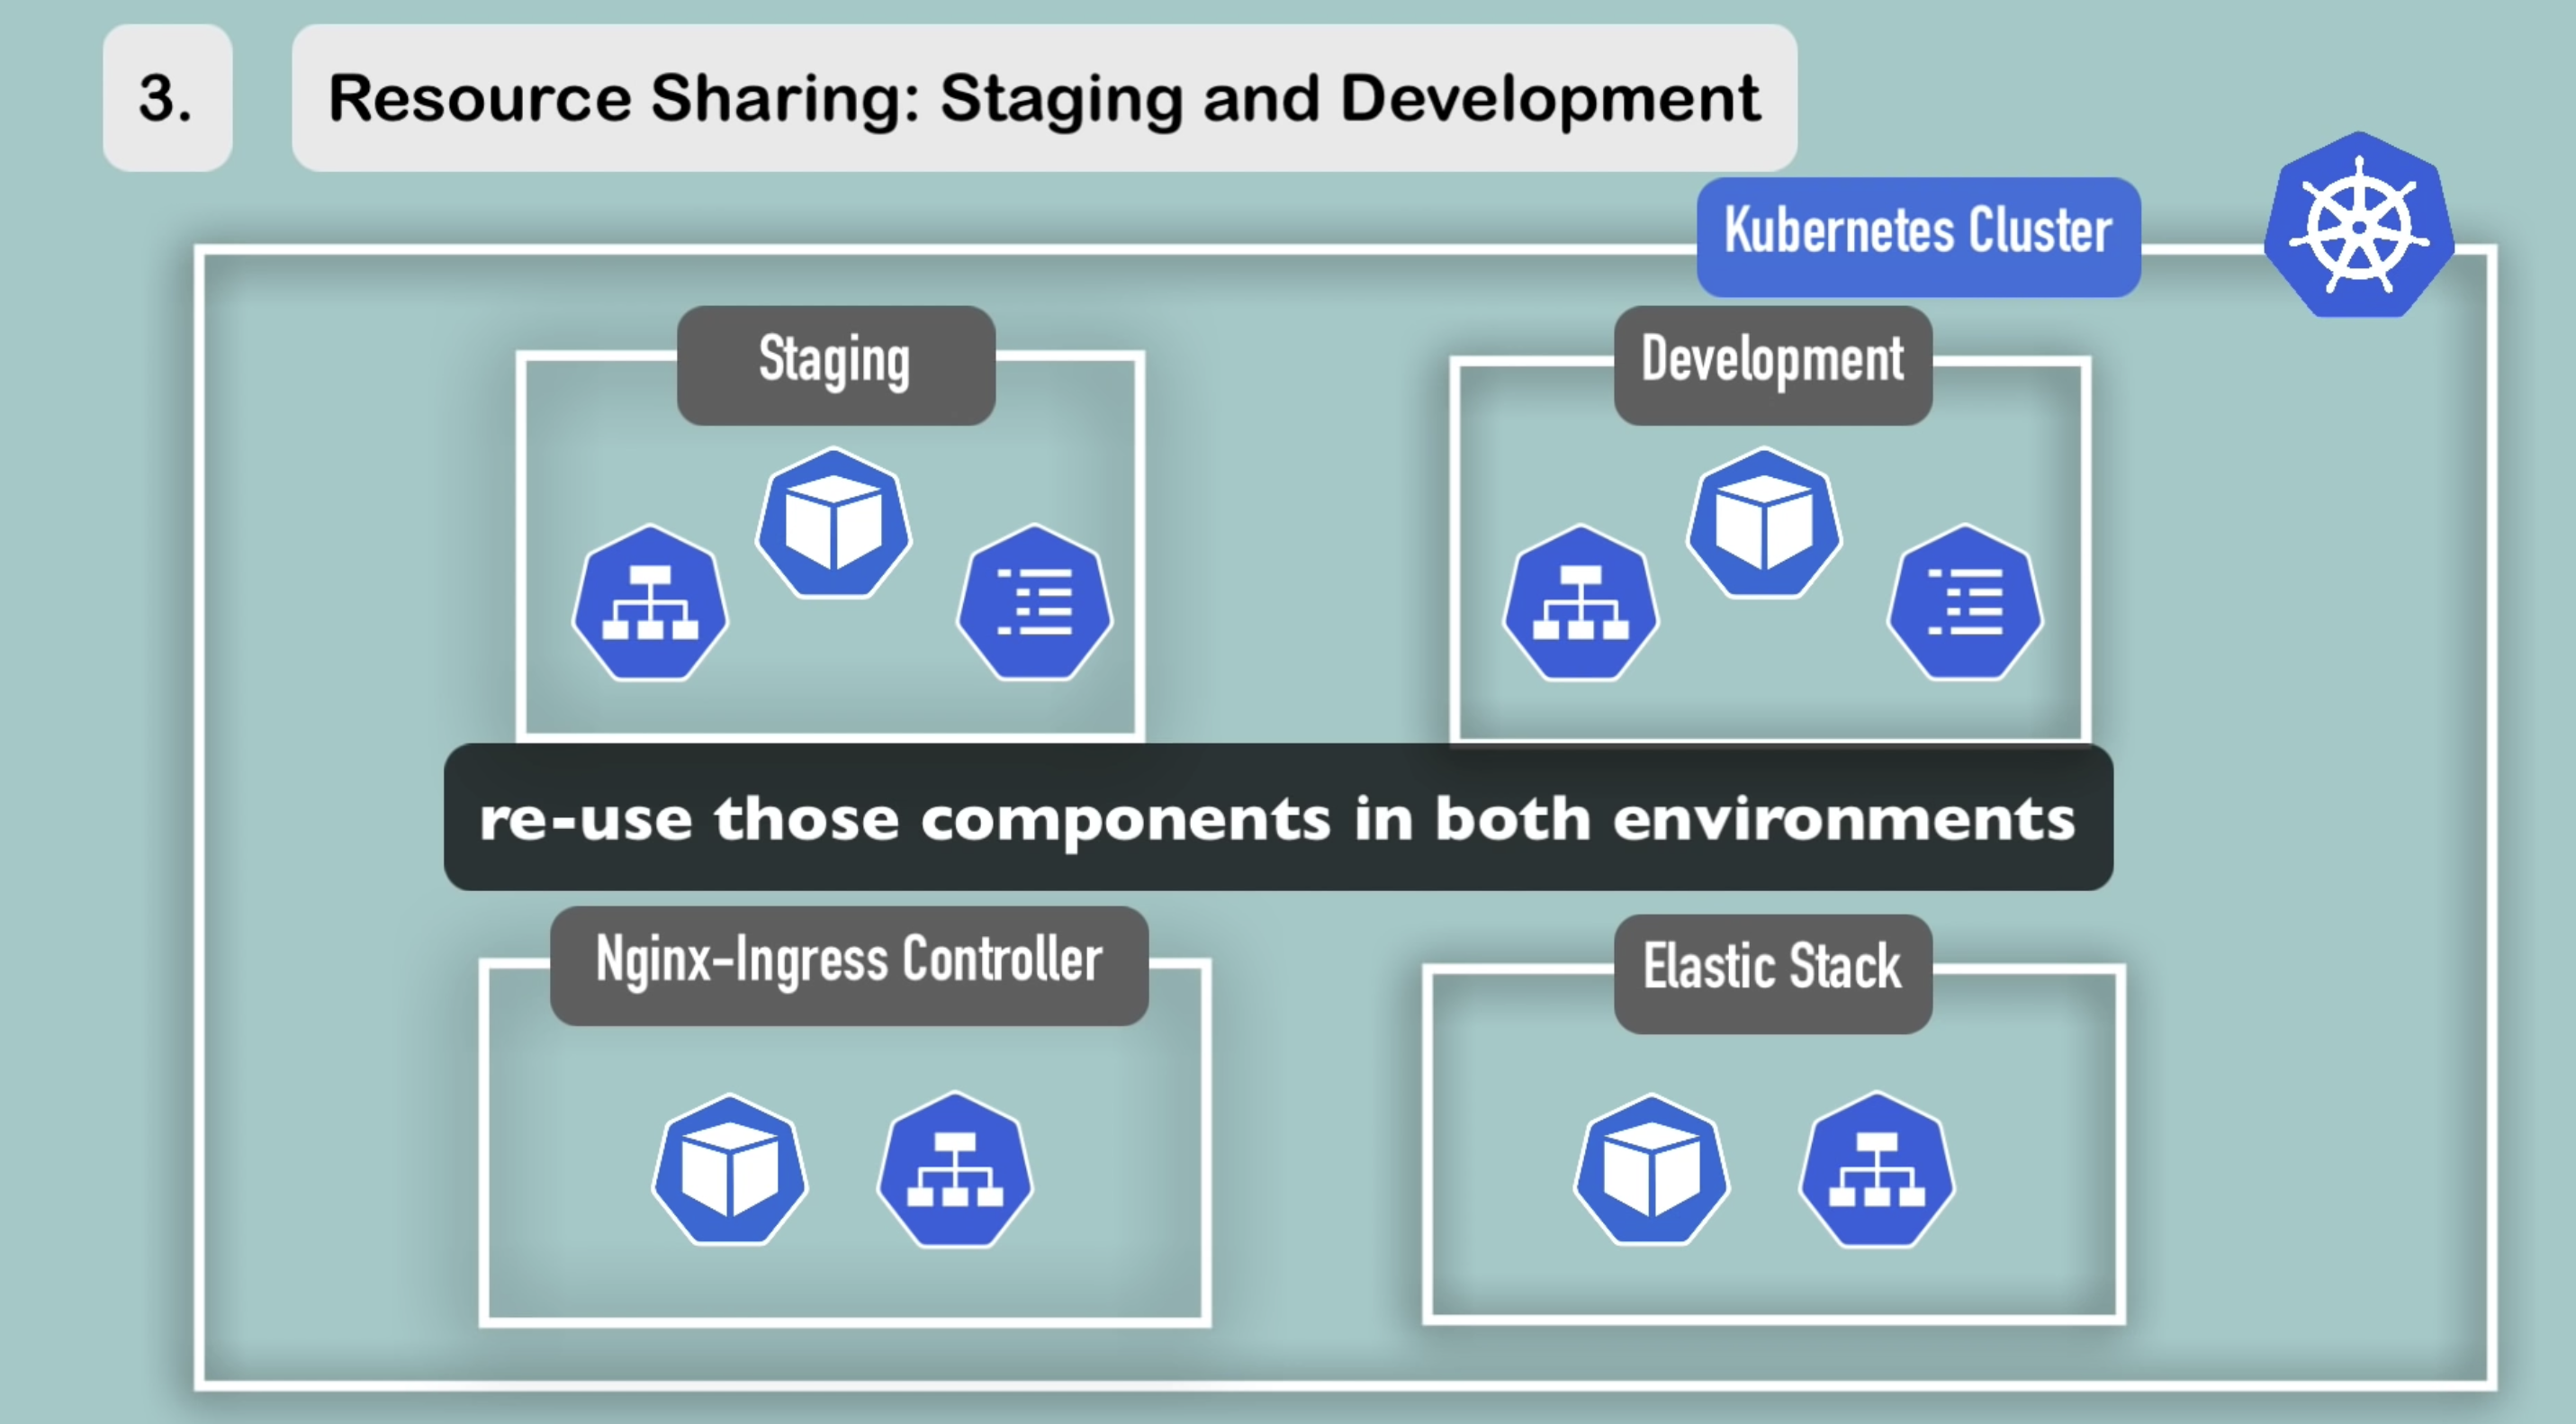 3.
Resource Sharing: Staging and Development
Kubernetes Cluster
Staging
Development
re-use those components in both environments
Nginx-Ingress Controller
Elastic Stack